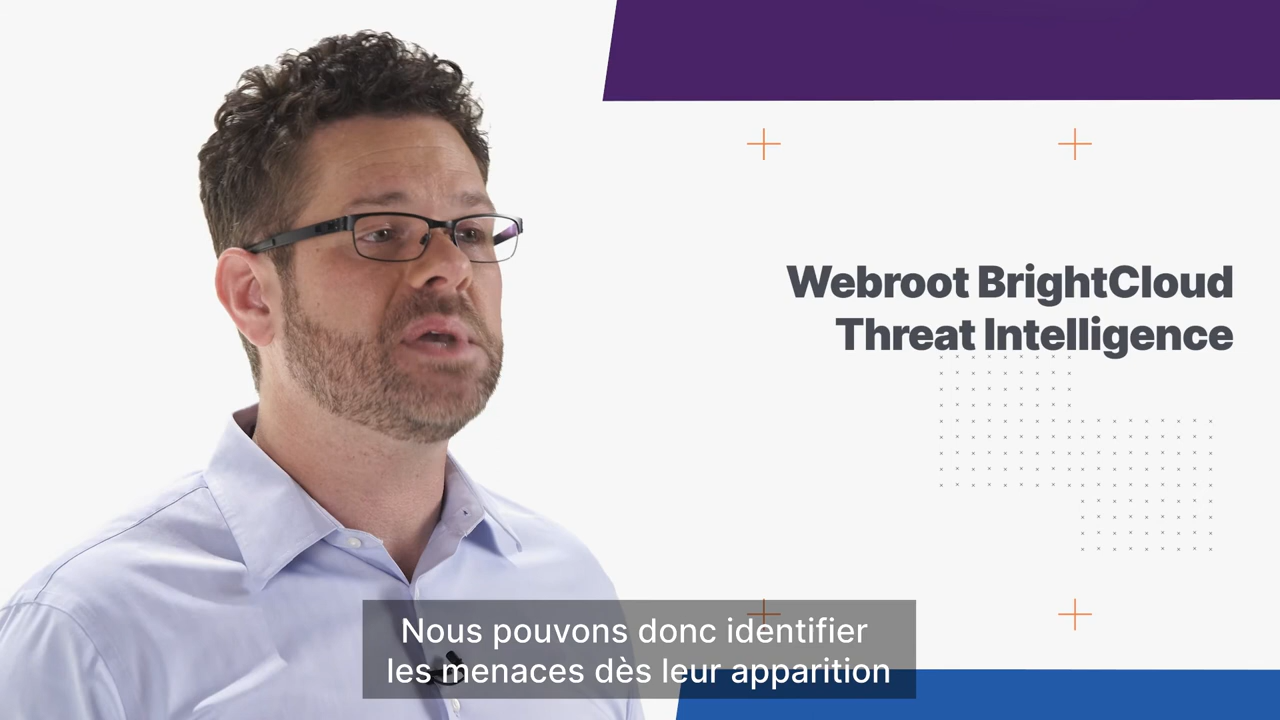 Webroot BrightCloud
Threat Intelligence
Nous pouvons donc identifier
les menaces dès leur apparition